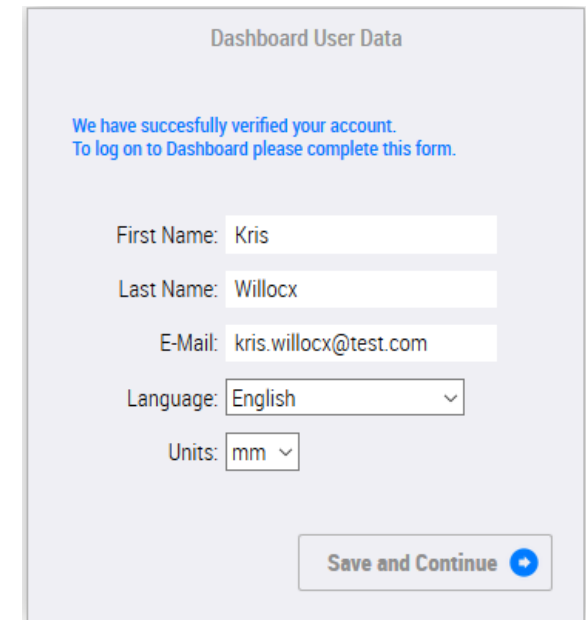 Dashboard User Data
We have succesfully verified your account.
To log on to Dashboard please complete this form.
First Name: Kris
Last Name: Willocx
E-Mail: kris.willocx@test.com
Language: English
Units: mm
Save and Continue